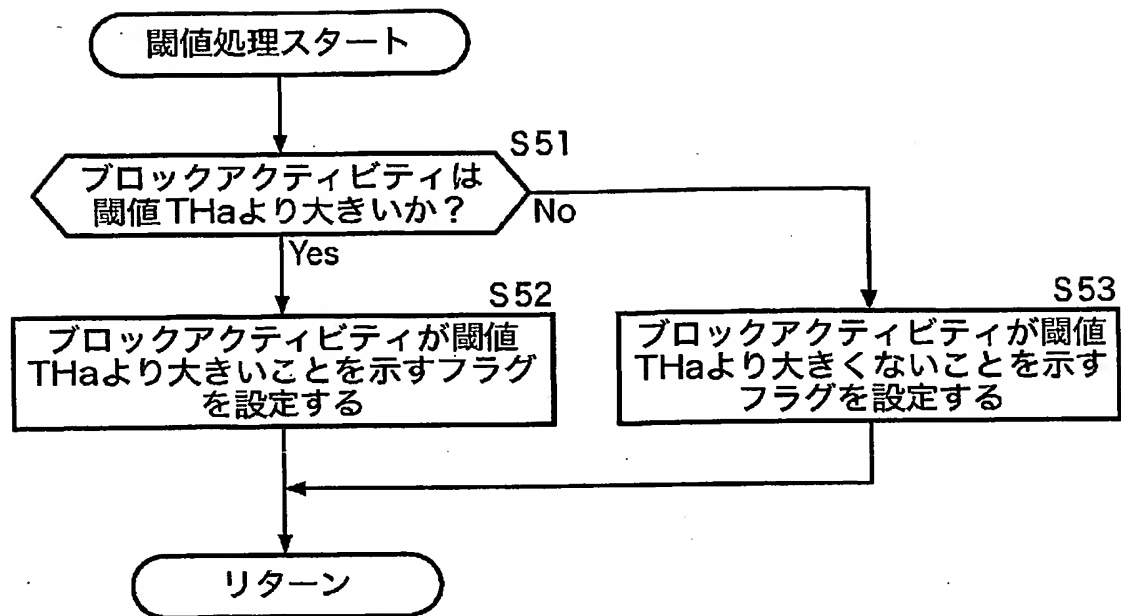 閾値処理スタート
S51
ブロックアクティビティは
閾値THaより大きいか?
No
Yes
S52
ブロックアクティビティが閾値
THaより大きいことを示すフラグ
を設定する
S53
ブロックアクティビティが閾値
THaより大きくないことを示す
フラグを設定する
リターン